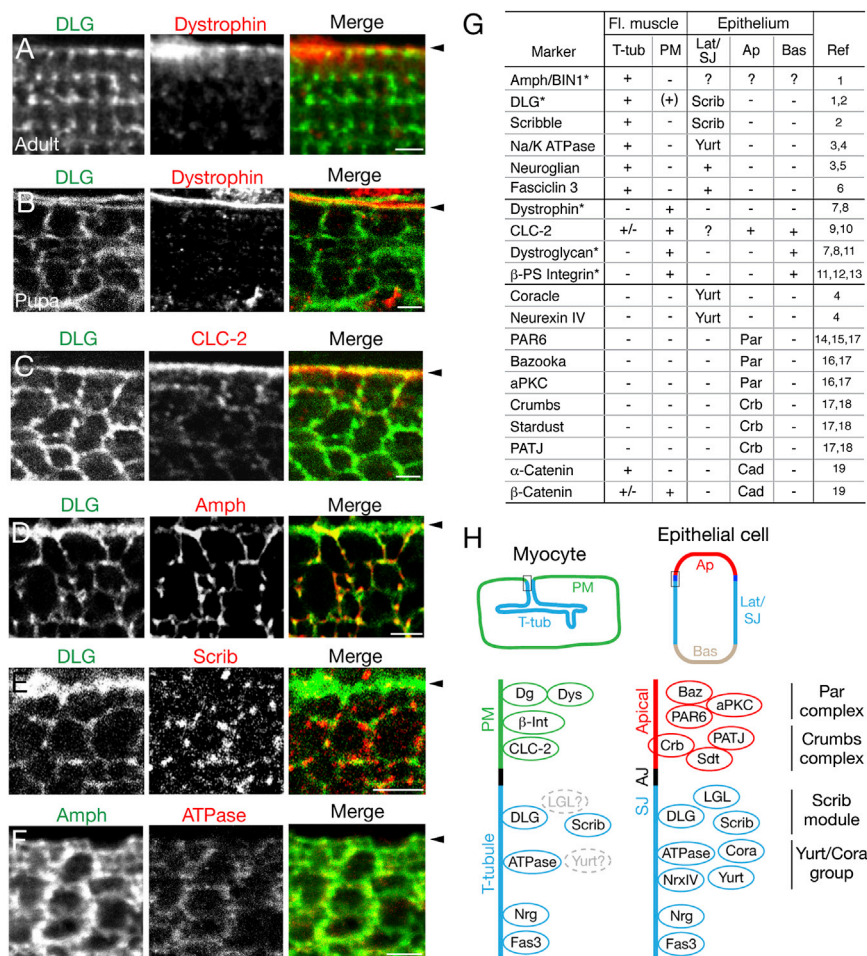 DLG Dystrophin Merge
A
Adult
DLG Dystrophin Merge
B
Pupa
DLG CLC-2 Merge
C
DLG Amph Merge
D
DLG Scrib Merge
E
Amph ATPase Merge
F
G
Fl. muscle Epithelium
Marker T-tub PM Lat/SJ Ap Bas Ref
Amph/BIN1* + - ? ? ? 1
DLG* + (+) Scrib - - 1,2
Scribble + - Scrib - - 2
Na/K ATPase + - Yurt - - 3,4
Neuroglian + - + - - 3,5
Fasciclin 3 + - + - - 6
Dystrophin* - + - - - 7,8
CLC-2 +/- + ? + + 9,10
Dystroglycan* - + - - + 7,8,11
β-PS Integrin* - + - - + 11,12,13
Coracle - - Yurt - - 4
Neurexin IV - - Yurt - - 4
PAR6 - - - Par - 14,15,17
Bazooka - - - Par - 16,17
aPKC - - - Par - 16,17
Crumbs - - - Crb - 17,18
Stardust - - - Crb - 17,18
PATJ - - - Crb - 17,18
α-Catenin + - - Cad - 19
β-Catenin +/- + - Cad - 19
H
Myocyte
PM
T-tub
Epithelial cell
Ap
Lat/
SJ
Bas
PM
Dg Dys
β-Int
CLC-2
T-tubule
DLG LGL? Scrib
ATPase Yurt?
Nrg
Fas3
Apical
Baz
aPKC
PAR6
Crb PATJ
Sdt
AJ
SJ
LGL
DLG Scrib
ATPase Cora
NrxIV Yurt
Nrg
Fas3
Par
complex
Crumbs
complex
Scrib
module
Yurt/Cora
group